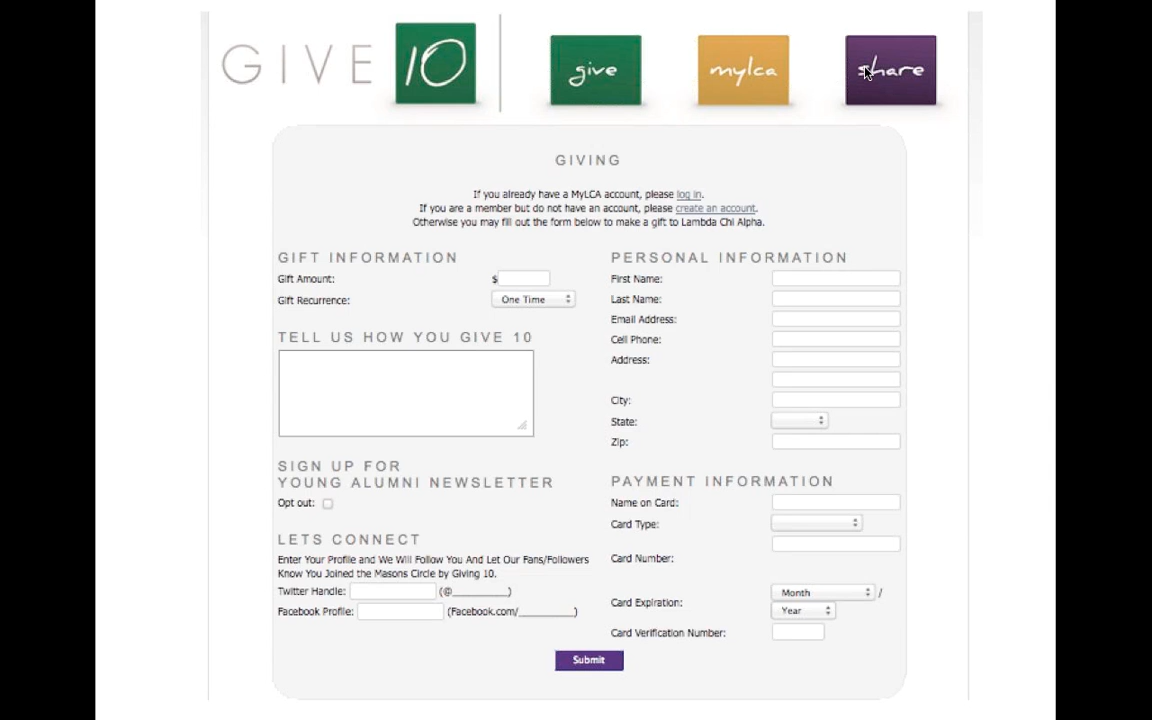 GIVE 10
give
mylca
share
GIVING
If you already have a MyLCA account, please log in.
If you are a member but do not have an account, please create an account.
Otherwise you may fill out the form below to make a gift to Lambda Chi Alpha.
GIFT INFORMATION
Gift Amount: $
Gift Recurrence: One Time
TELL US HOW YOU GIVE 10
SIGN UP FOR
YOUNG ALUMNI NEWSLETTER
Opt out:
LETS CONNECT
Enter Your Profile and We Will Follow You And Let Our Fans/Followers
Know You Joined the Masons Circle by Giving 10.
Twitter Handle: (@__________)
Facebook Profile: (Facebook.com/__________)
PERSONAL INFORMATION
First Name:
Last Name:
Email Address:
Cell Phone:
Address:
City:
State:
Zip:
PAYMENT INFORMATION
Name on Card:
Card Type:
Card Number:
Card Expiration: Month /
Year
Card Verification Number:
Submit